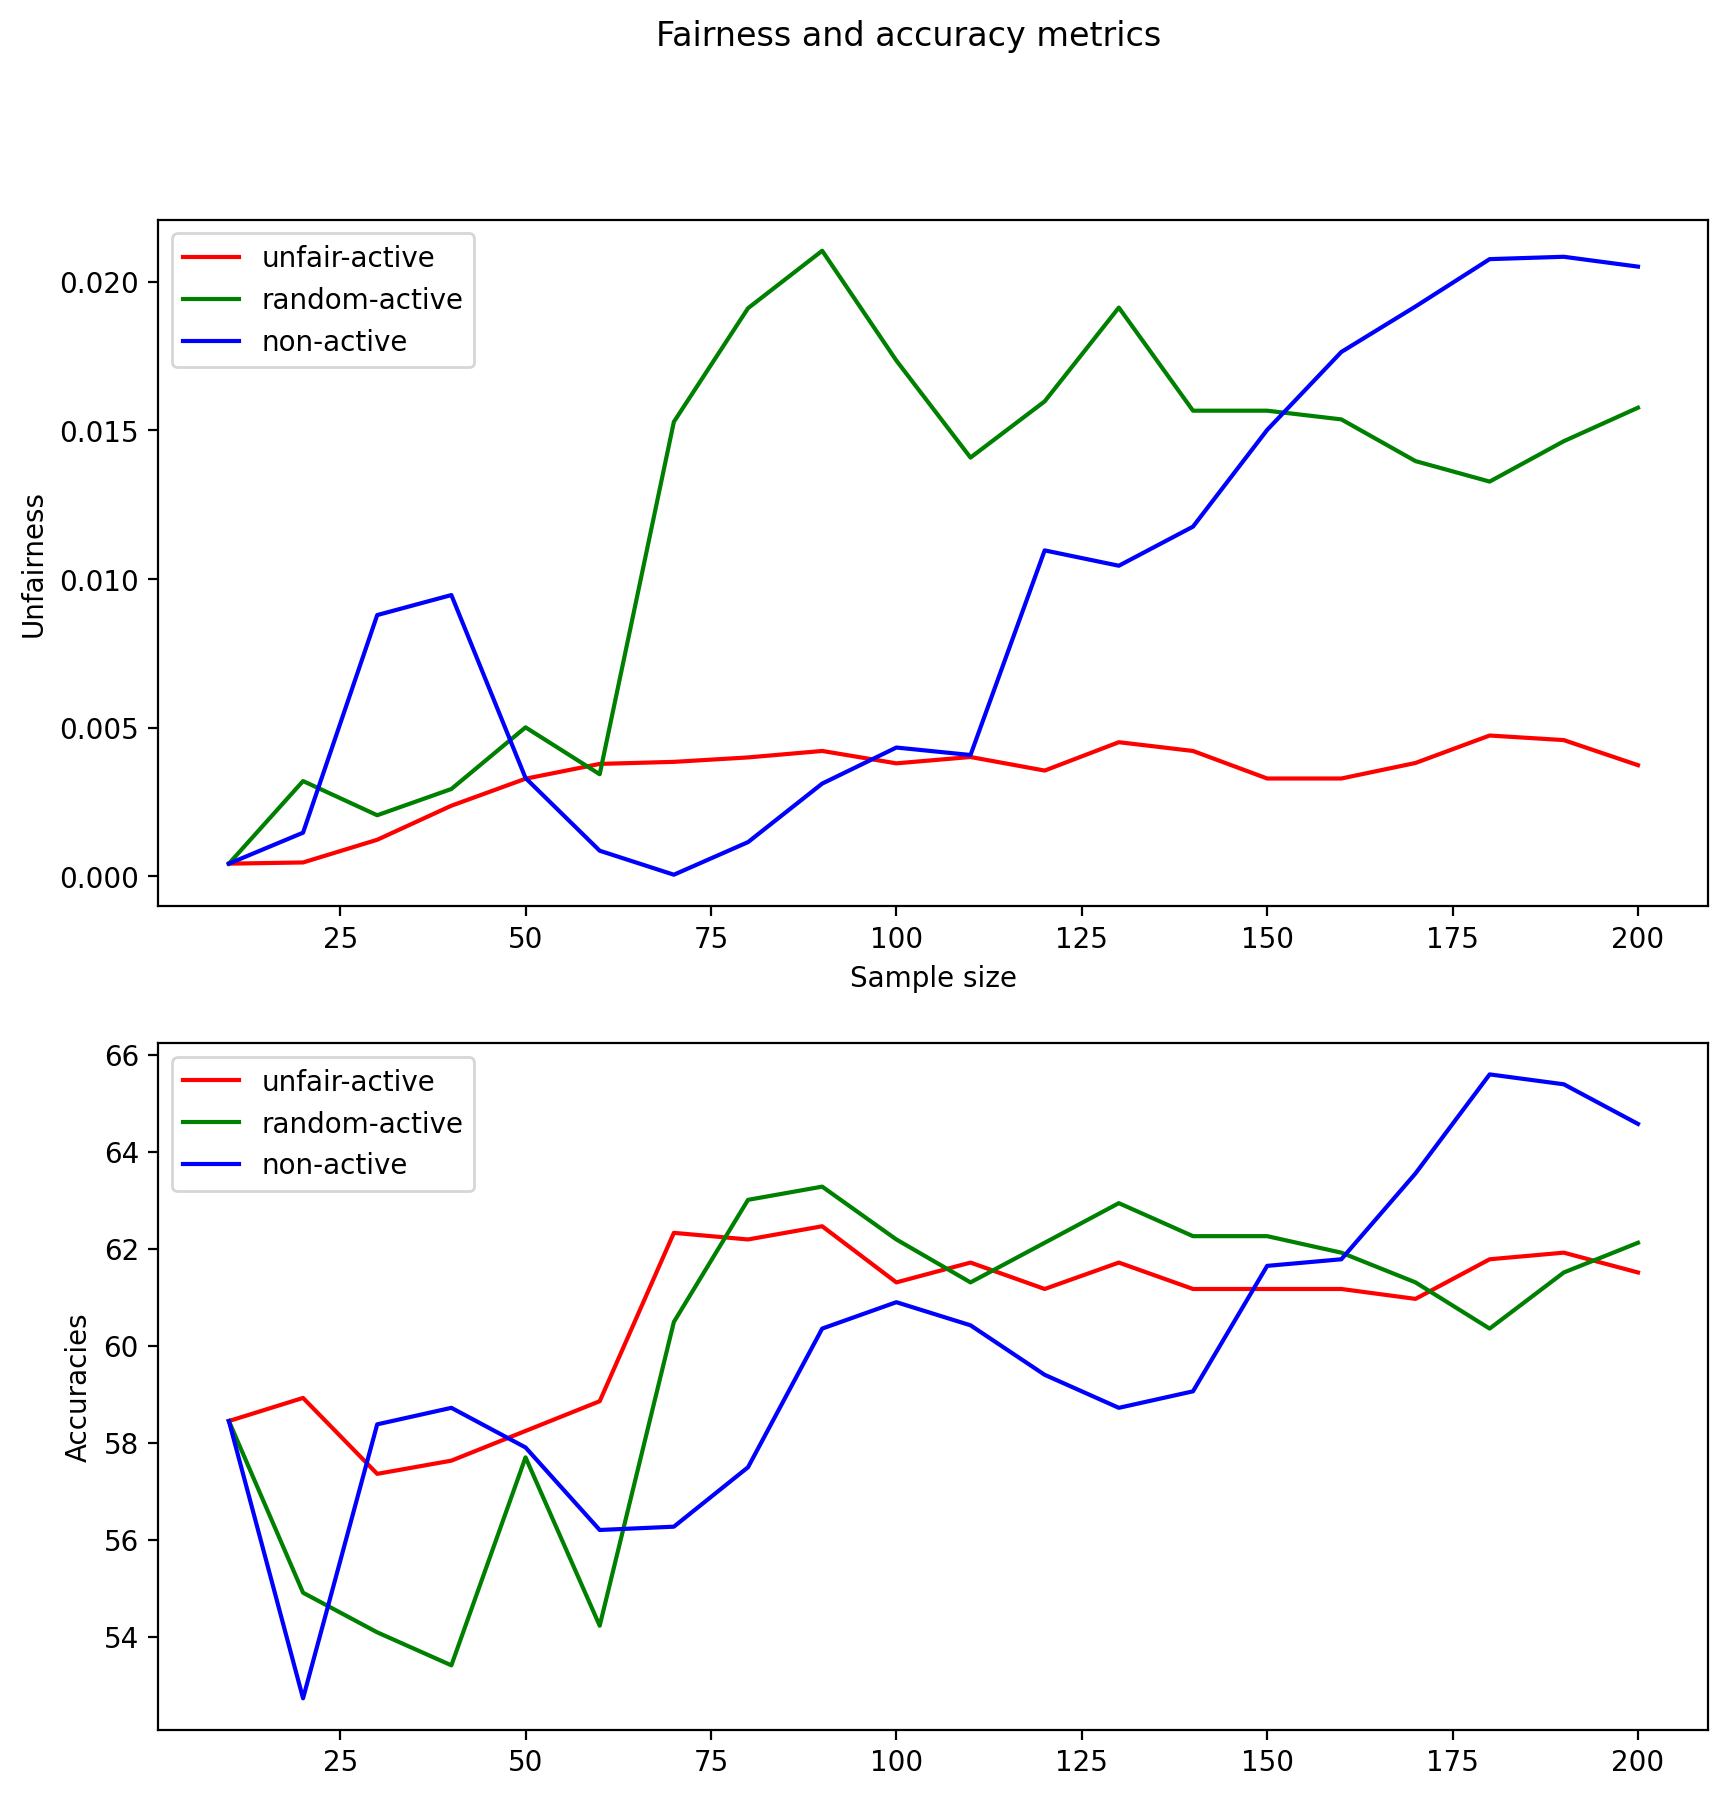 Fairness and accuracy metrics
unfair-active
random-active
non-active
0.020
0.015
0.010
0.005
0.000
Unfairness
25 50 75 100 125 150 175 200
Sample size
unfair-active
random-active
non-active
66
64
62
60
58
56
54
Accuracies
25 50 75 100 125 150 175 200